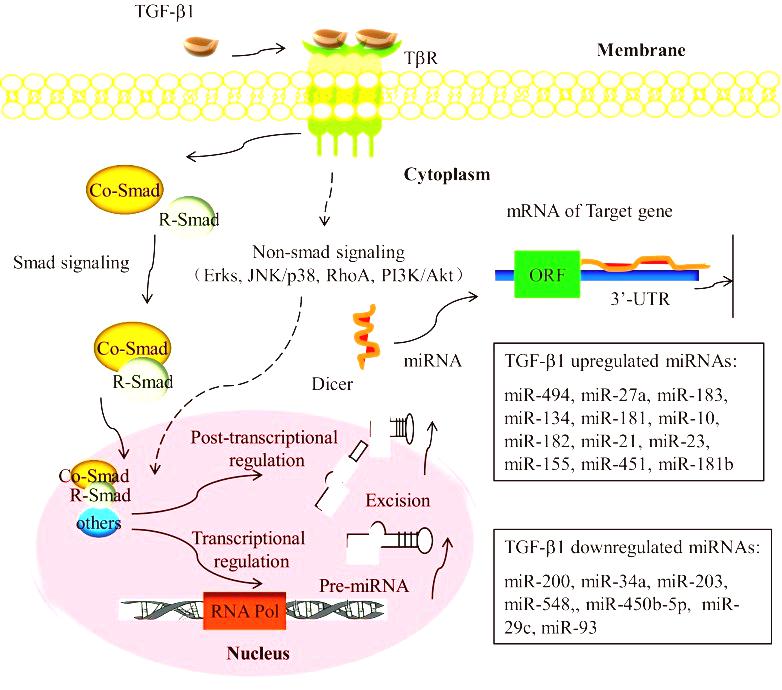 TGF-β1
TβR
Membrane
Cytoplasm
Co-Smad
R-Smad
Smad signaling
Non-smad signaling
(Erks, JNK/p38, RhoA, PI3K/Akt)
mRNA of Target gene
ORF
3'-UTR
miRNA
Dicer
Co-Smad
R-Smad
TGF-β1 upregulated miRNAs:
miR-494, miR-27a, miR-183,
miR-134, miR-181, miR-10,
miR-182, miR-21, miR-23,
miR-155, miR-451, miR-181b
Post-transcriptional
regulation
Co-Smad
R-Smad
others
Excision
Transcriptional
regulation
Pre-miRNA
RNA Pol
Nucleus
TGF-β1 downregulated miRNAs:
miR-200, miR-34a, miR-203,
miR-548,, miR-450b-5p, miR-
29c, miR-93